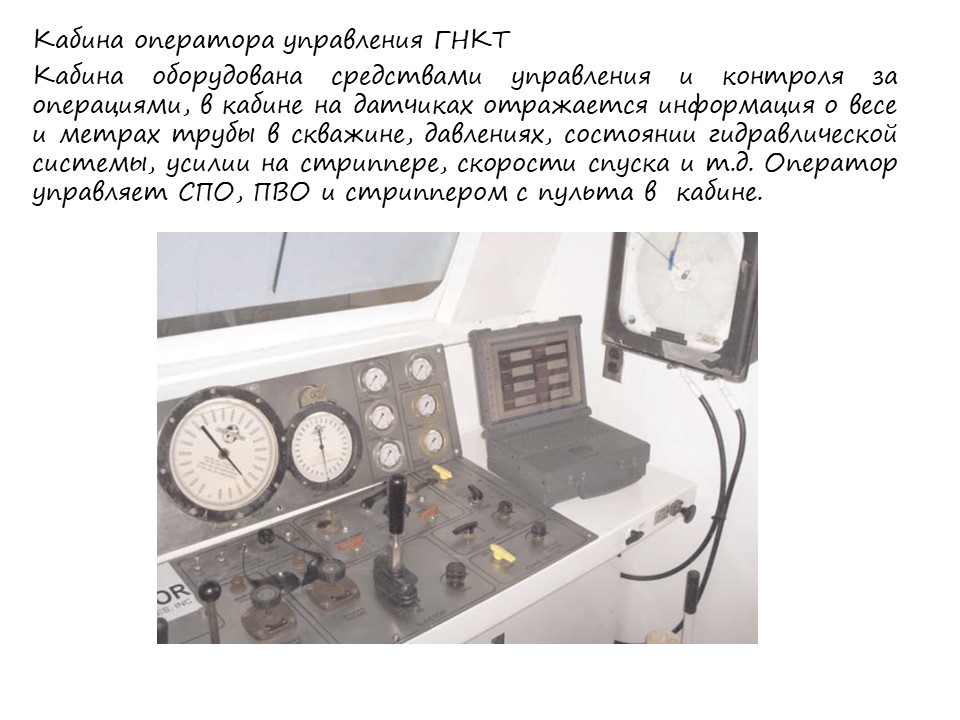 Кабина оператора управления ГНКТ
Кабина оборудована средствами управления и контроля за
операциями, в кабине на датчиках отражается информация о весе
и метрах трубы в скважине, давлениях, состоянии гидравлической
системы, усилии на стриппере, скорости спуска и т.д. Оператор
управляет СПО, ПВО и стриппером с пульта в кабине.
OR
ES, INC